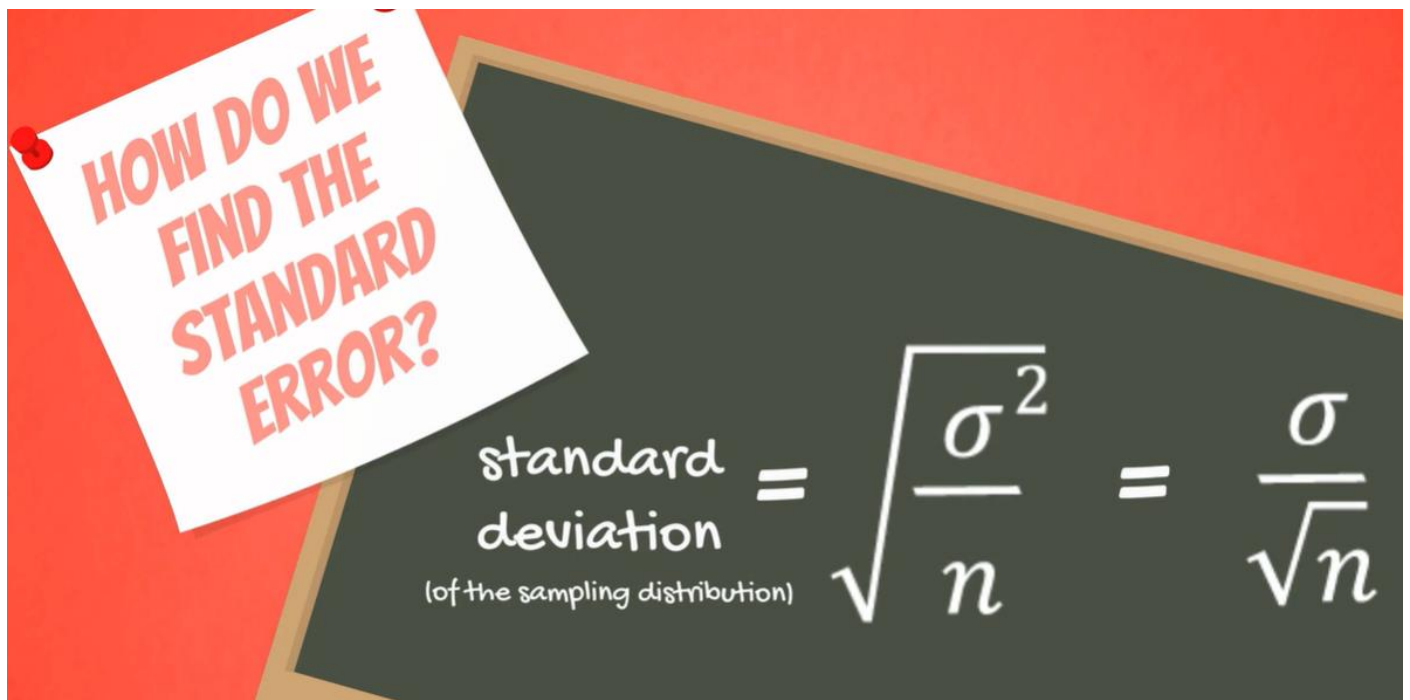 HOW DO WE
FIND THE
STANDARD
ERROR?
standard
deviation
(of the sampling distribution)
= √(σ²/n) = σ/√n